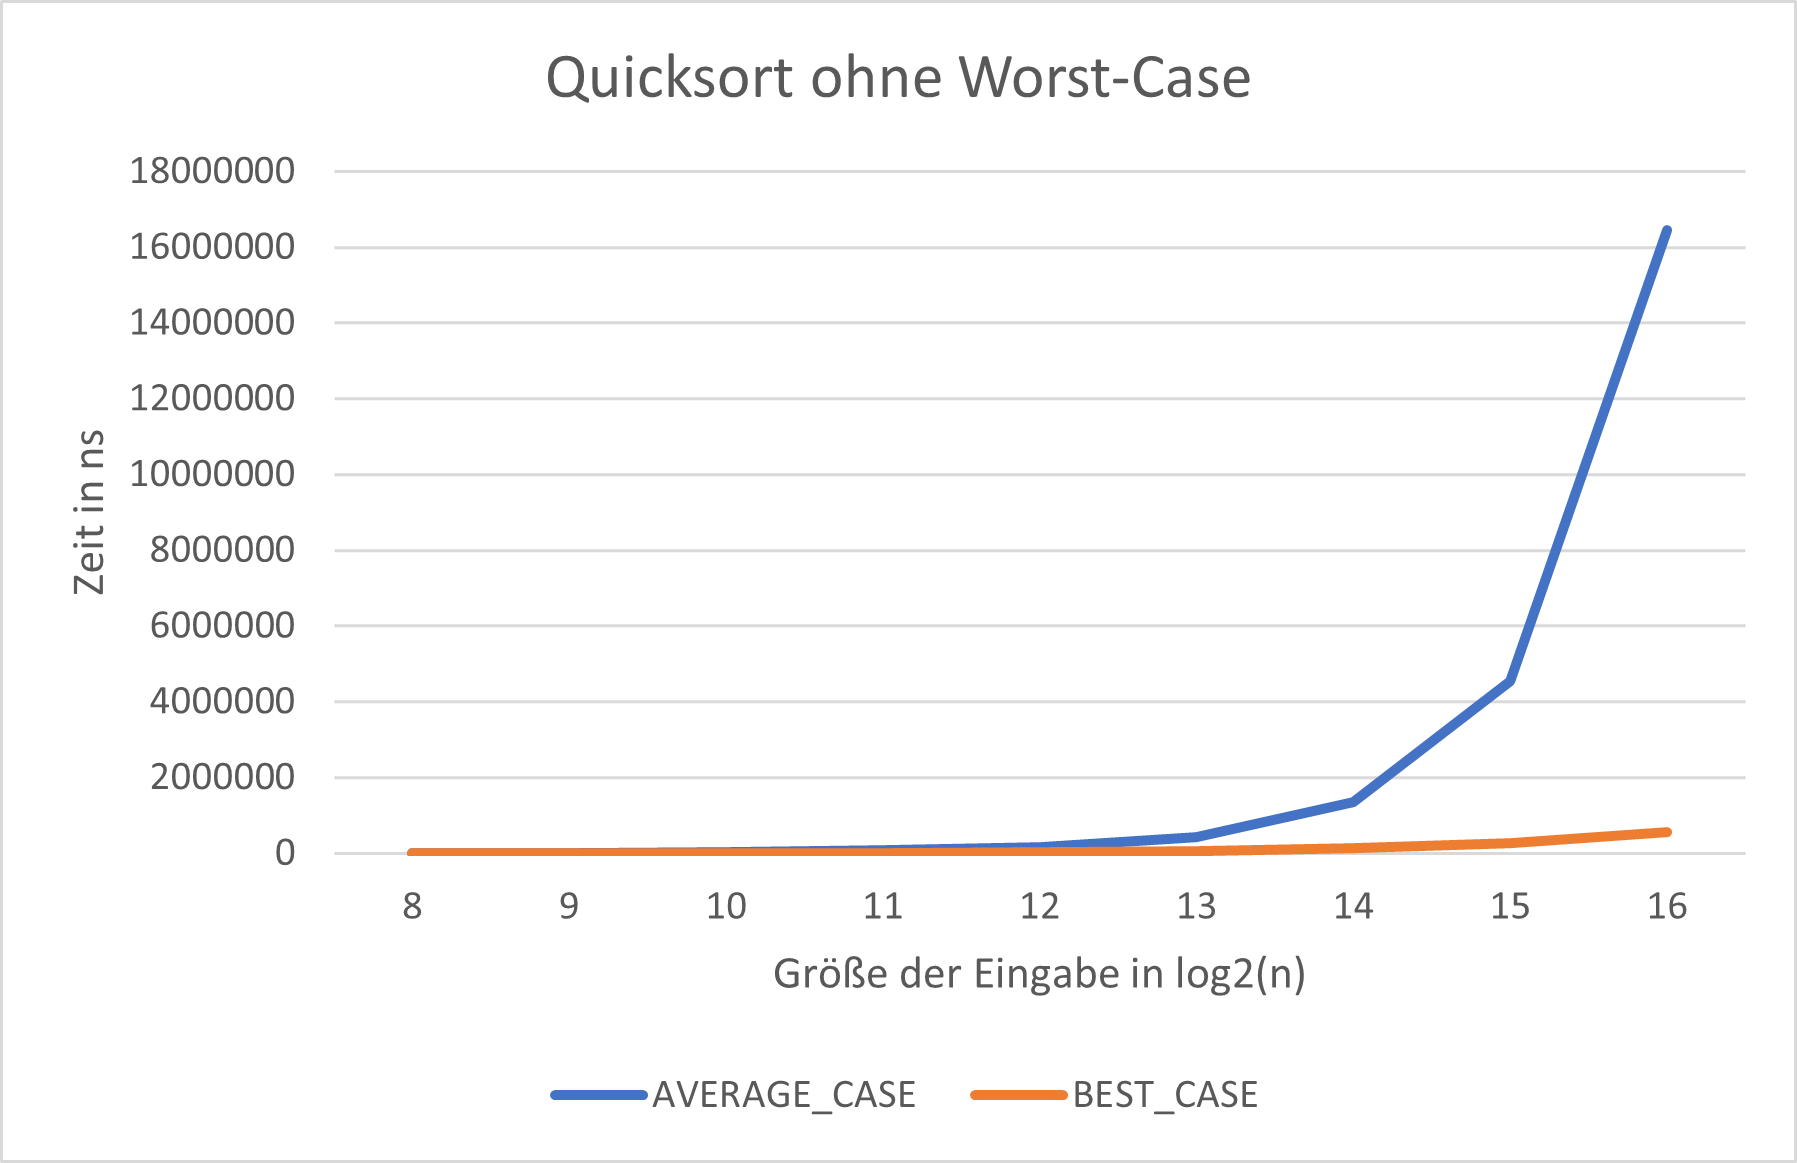 Quicksort ohne Worst-Case
18000000
16000000
14000000
12000000
10000000
8000000
6000000
4000000
2000000
0
Zeit in ns
8 9 10 11 12 13 14 15 16
Größe der Eingabe in log2(n)
AVERAGE_CASE BEST_CASE